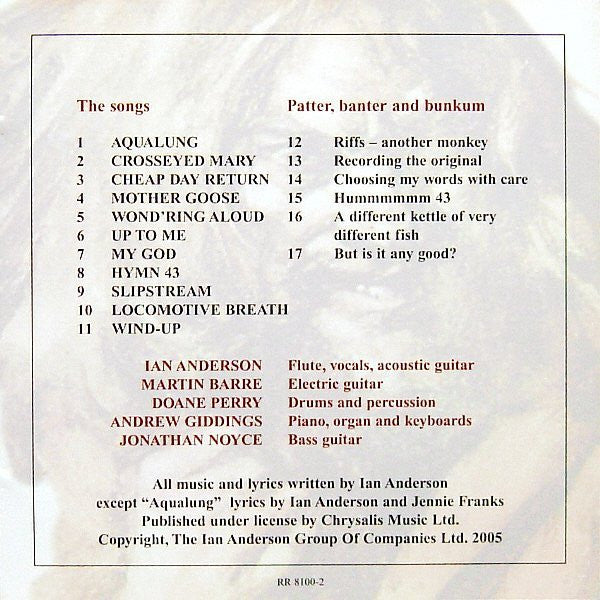 The songs
1 AQUALUNG
2 CROSSEYED MARY
3 CHEAP DAY RETURN
4 MOTHER GOOSE
5 WOND'RING ALOUD
6 UP TO ME
7 MY GOD
8 HYMN 43
9 SLIPSTREAM
10 LOCOMOTIVE BREATH
11 WIND-UP
Patter, banter and bunkum
12 Riffs – another monkey
13 Recording the original
14 Choosing my words with care
15 Hummmmmm 43
16 A different kettle of very
different fish
17 But is it any good?
IAN ANDERSON Flute, vocals, acoustic guitar
MARTIN BARRE Electric guitar
DOANE PERRY Drums and percussion
ANDREW GIDDINGS Piano, organ and keyboards
JONATHAN NOYCE Bass guitar
All music and lyrics written by Ian Anderson
except “Aqualung” lyrics by Ian Anderson and Jennie Franks
Published under license by Chrysalis Music Ltd.
Copyright, The Ian Anderson Group Of Companies Ltd. 2005
RR 8100-2